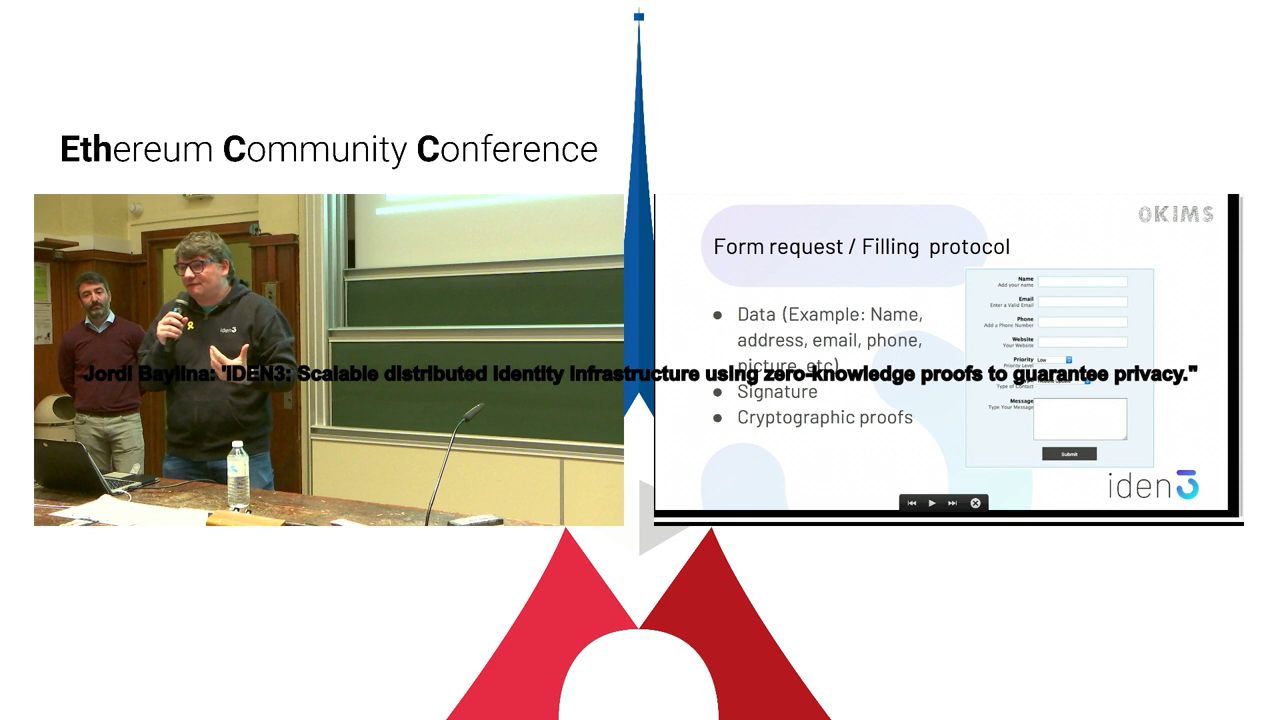 Ethereum Community Conference
OKIMS
Form request / Filling protocol
Data (Example: Name,
address, email, phone,
picture, etc)
Signature
Cryptographic proofs
Name
Add your name
Email
Enter a Valid Email
Phone
Add a Phone Number
Website
Your Website
Priority
Low
Priority Level
Type of Contact
Message
Type Your Message
Submit
iden3
iden3
Jordi Baylina: "IDEN3: Scalable distributed identity infrastructure using zero-knowledge proofs to guarantee privacy."